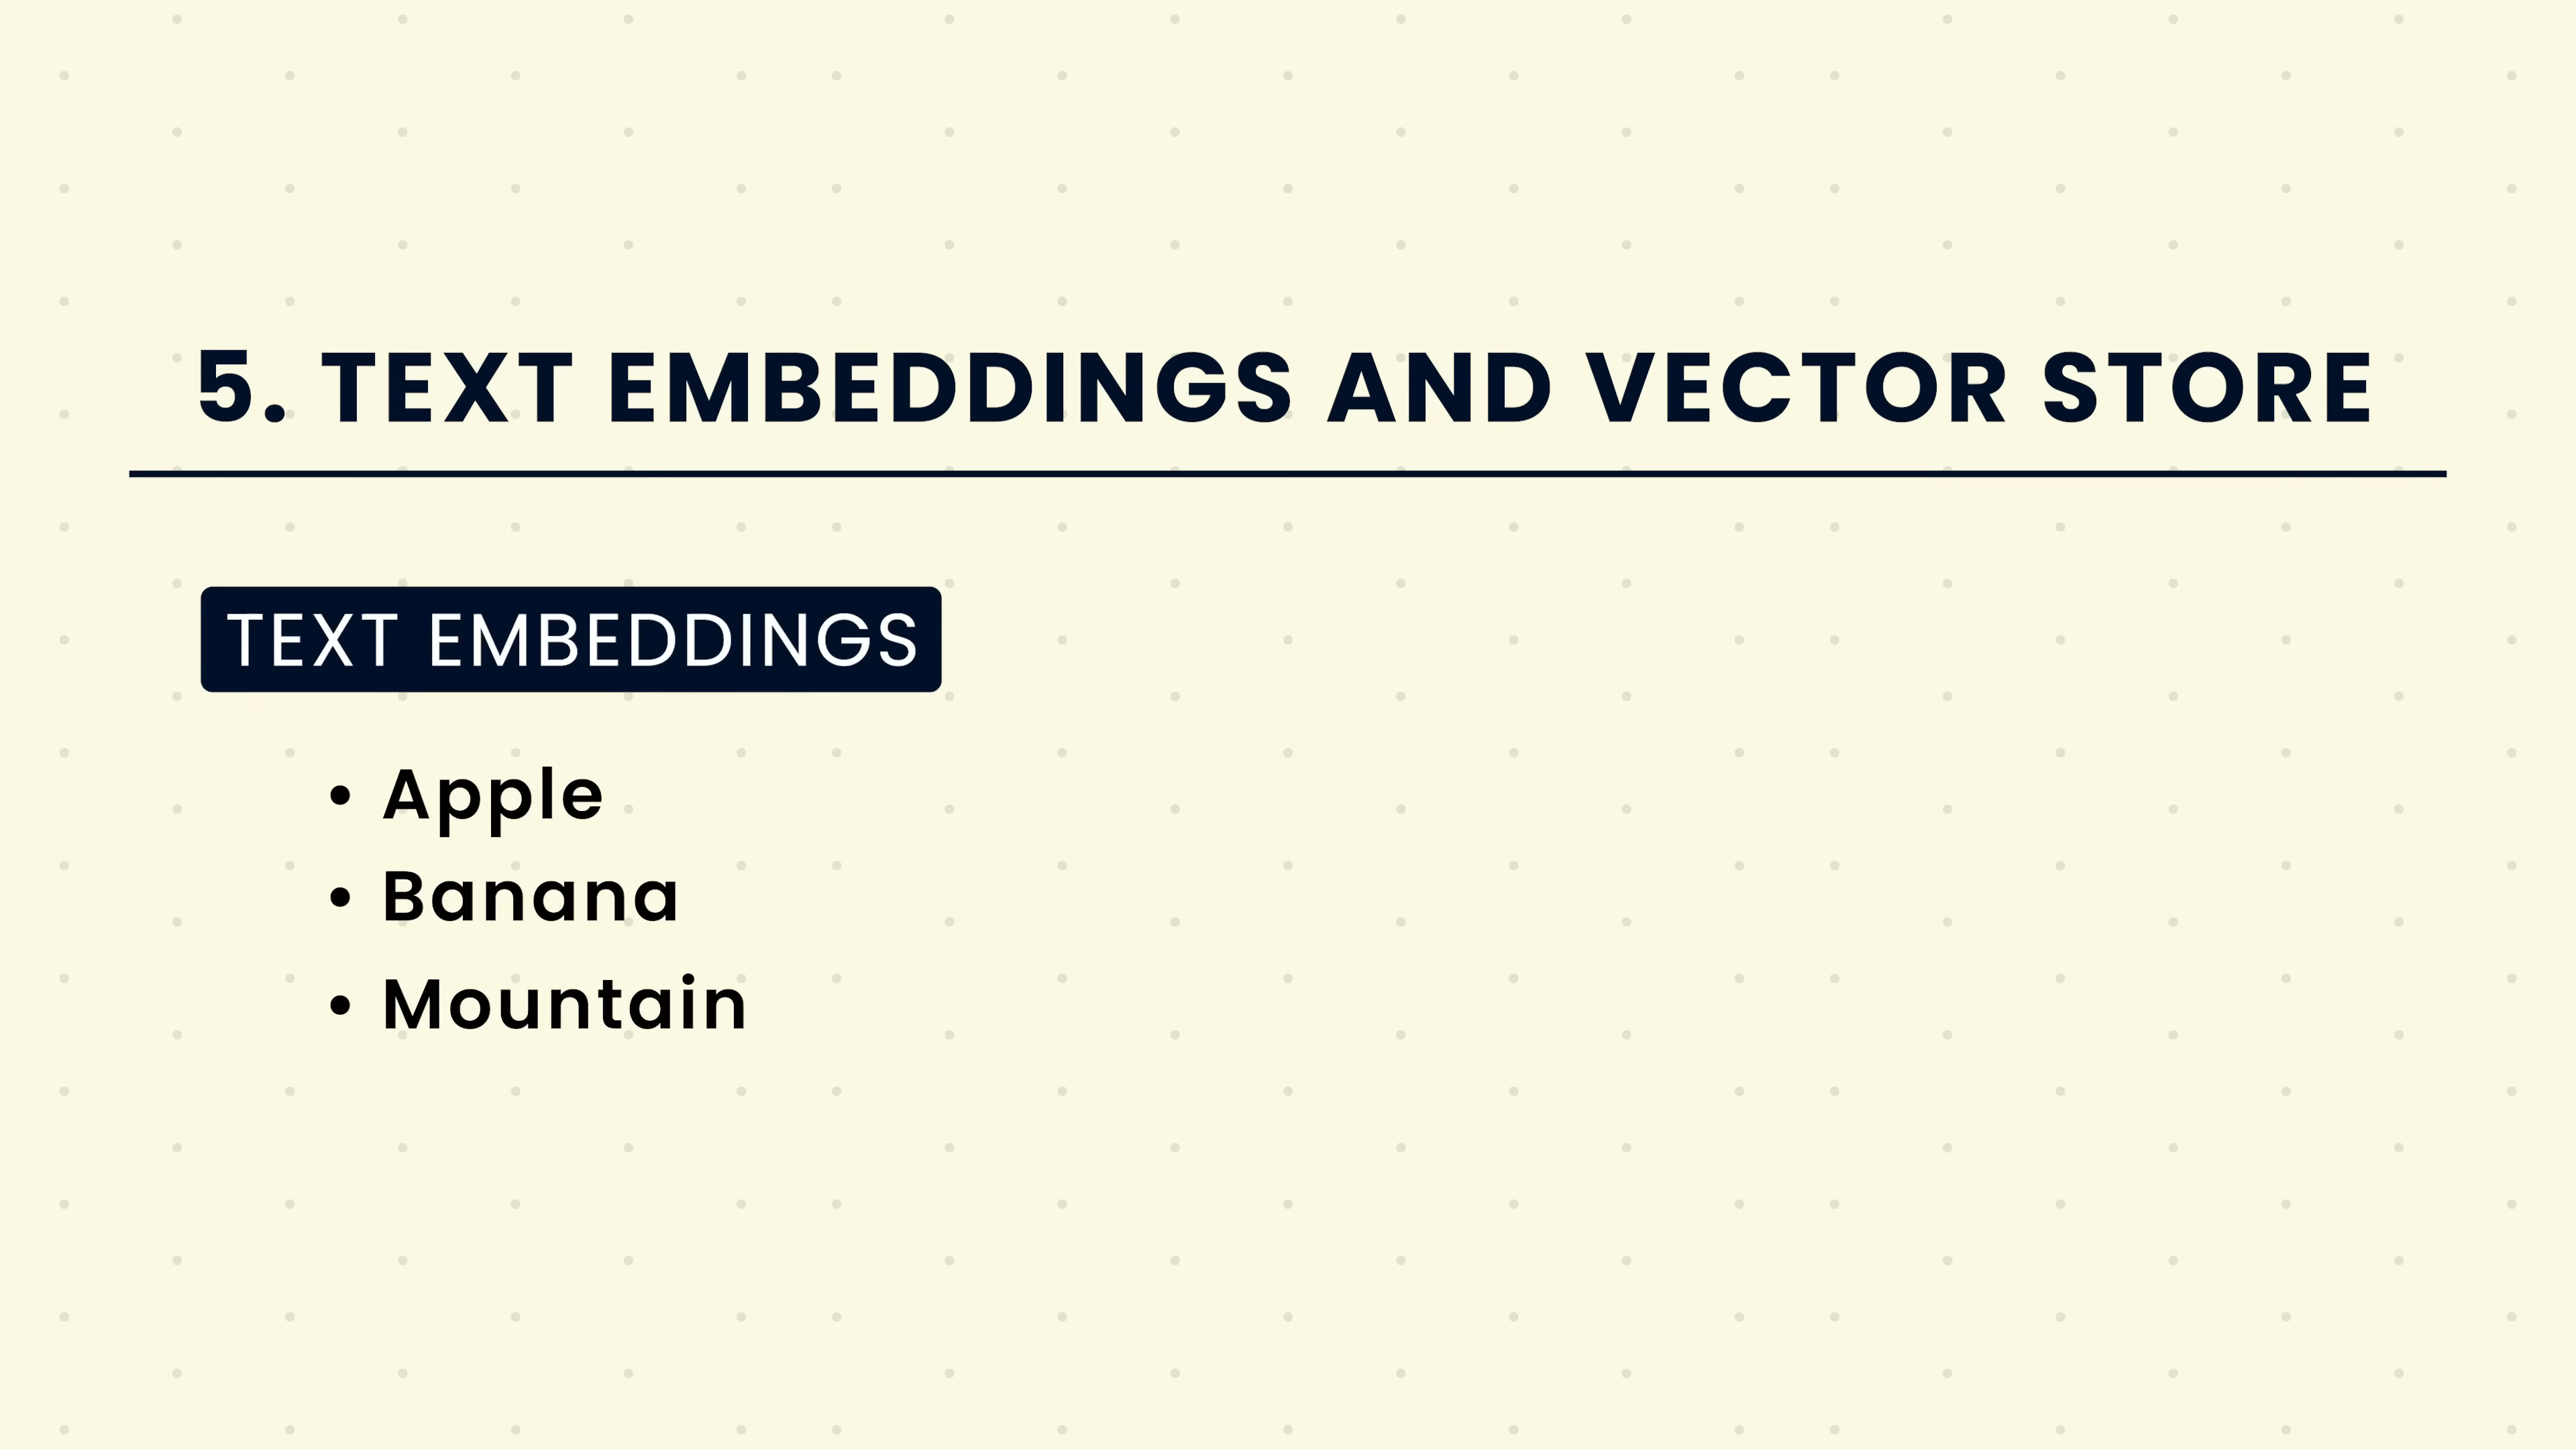 5. TEXT EMBEDDINGS AND VECTOR STORE
TEXT EMBEDDINGS
• Apple
• Banana
• Mountain